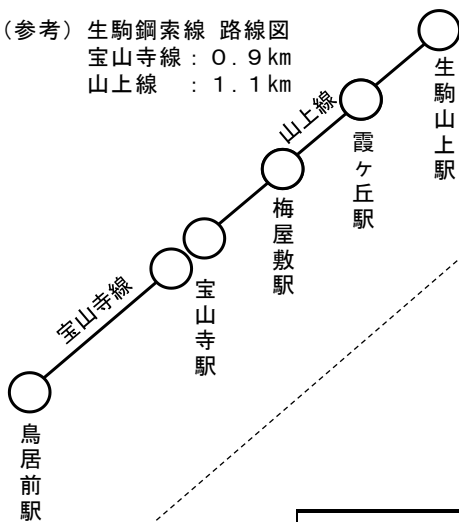 (参考) 生駒鋼索線 路線図
宝山寺線：０.９㎞
山上線　：１.１㎞
生駒山上駅
山上線
霞ヶ丘駅
梅屋敷駅
宝山寺線
宝山寺駅
鳥居前駅